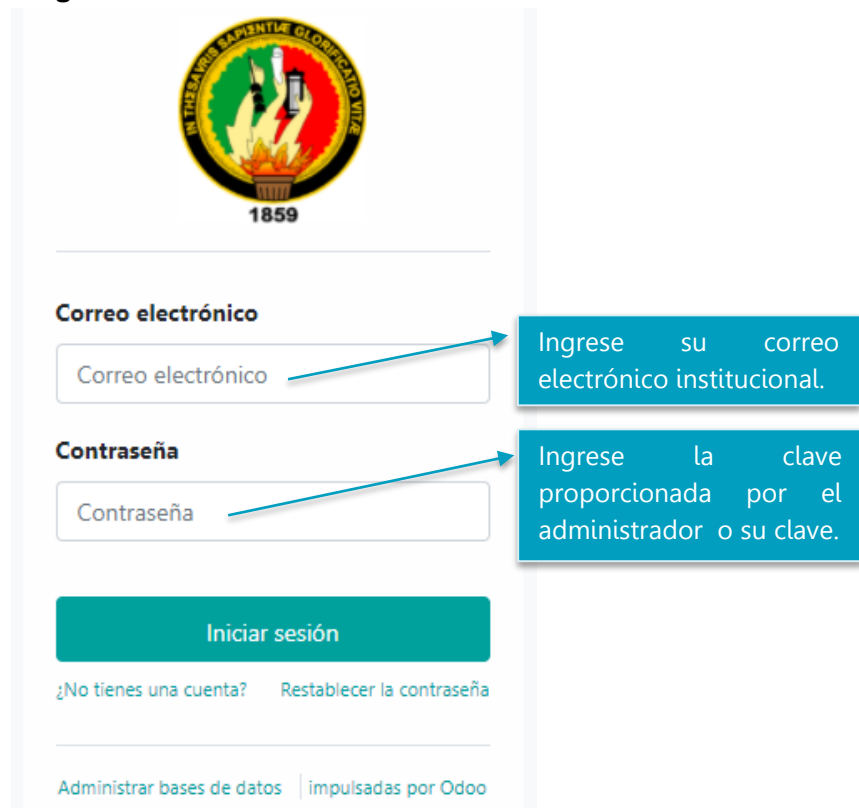 IN THESAVRIS SAPIENTIÆ GLORIFICATIO VITÆ
1859
Correo electrónico
Correo electrónico
Ingrese su correo
electrónico institucional.
Contraseña
Contraseña
Ingrese la clave
proporcionada por el
administrador o su clave.
Iniciar sesión
¿No tienes una cuenta? Restablecer la contraseña
Administrar bases de datos impulsadas por Odoo